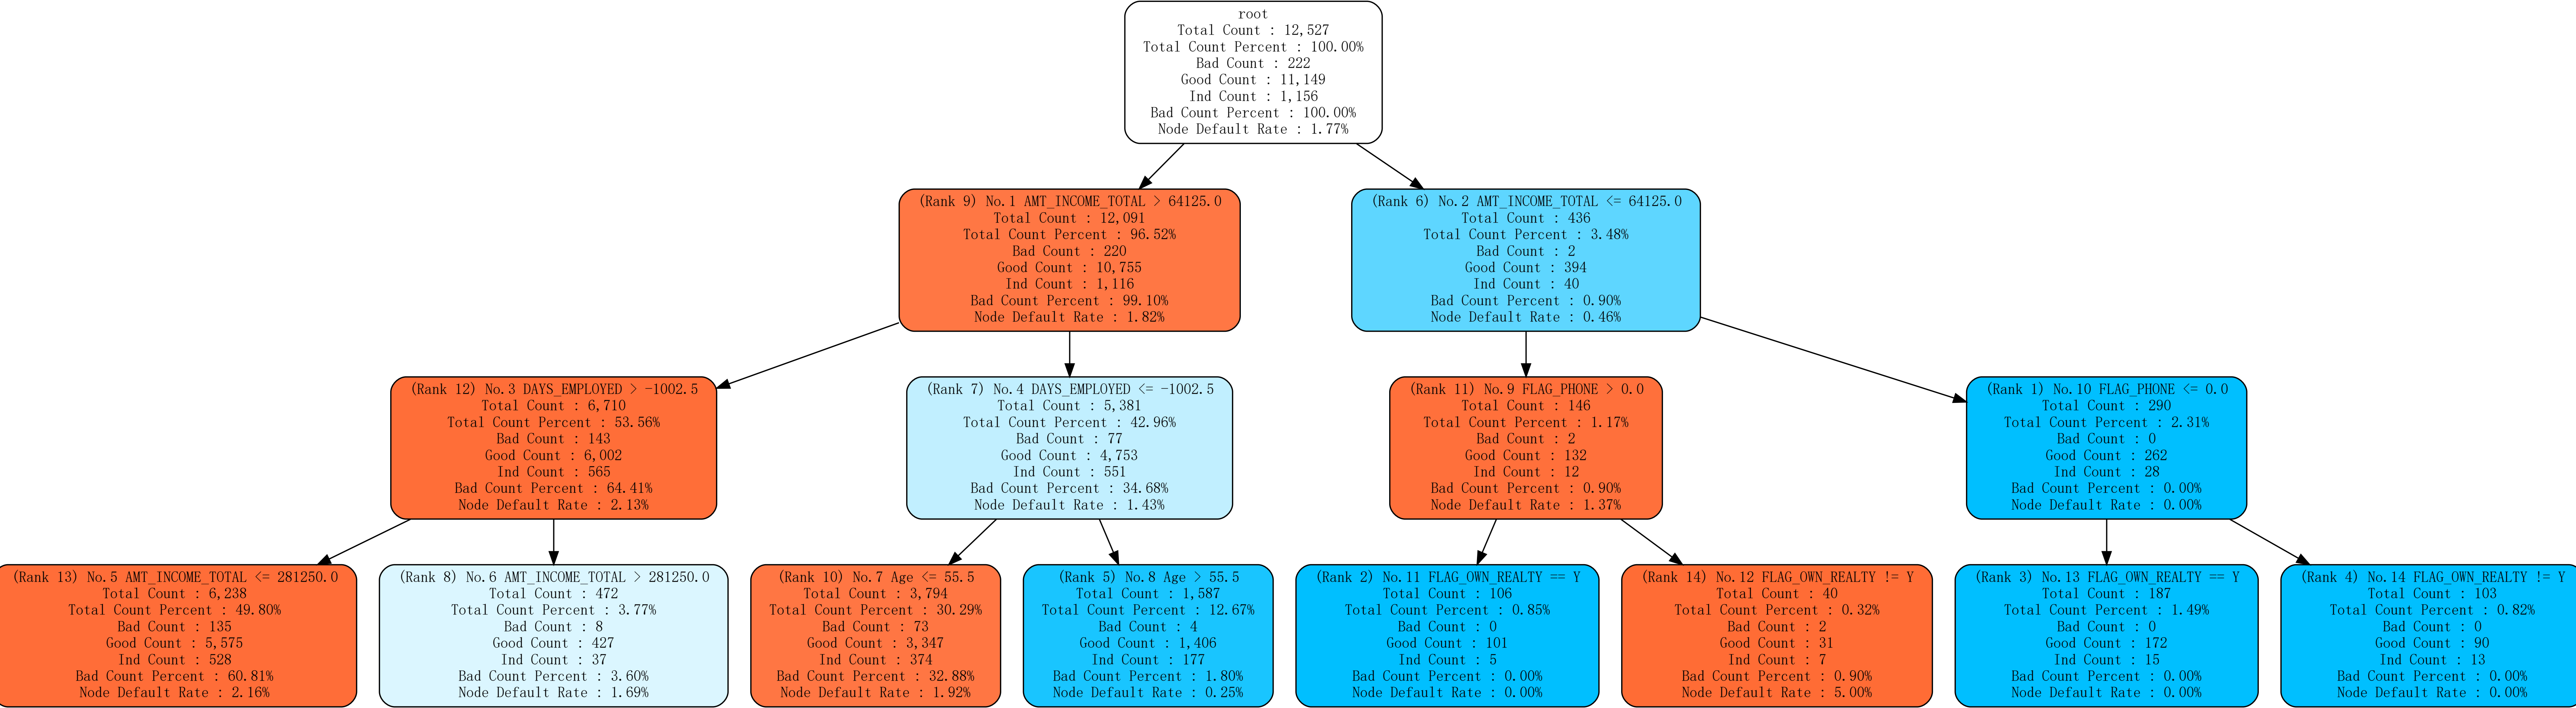 root
Total Count : 12,527
Total Count Percent : 100.00%
Bad Count : 222
Good Count : 11,149
Ind Count : 1,156
Bad Count Percent : 100.00%
Node Default Rate : 1.77%
(Rank 9) No.1 AMT_INCOME_TOTAL > 64125.0
Total Count : 12,091
Total Count Percent : 96.52%
Bad Count : 220
Good Count : 10,755
Ind Count : 1,116
Bad Count Percent : 99.10%
Node Default Rate : 1.82%
(Rank 6) No.2 AMT_INCOME_TOTAL <= 64125.0
Total Count : 436
Total Count Percent : 3.48%
Bad Count : 2
Good Count : 394
Ind Count : 40
Bad Count Percent : 0.90%
Node Default Rate : 0.46%
(Rank 12) No.3 DAYS_EMPLOYED > -1002.5
Total Count : 6,710
Total Count Percent : 53.56%
Bad Count : 143
Good Count : 6,002
Ind Count : 565
Bad Count Percent : 64.41%
Node Default Rate : 2.13%
(Rank 7) No.4 DAYS_EMPLOYED <= -1002.5
Total Count : 5,381
Total Count Percent : 42.96%
Bad Count : 77
Good Count : 4,753
Ind Count : 551
Bad Count Percent : 34.68%
Node Default Rate : 1.43%
(Rank 11) No.9 FLAG_PHONE > 0.0
Total Count : 146
Total Count Percent : 1.17%
Bad Count : 2
Good Count : 132
Ind Count : 12
Bad Count Percent : 0.90%
Node Default Rate : 1.37%
(Rank 1) No.10 FLAG_PHONE <= 0.0
Total Count : 290
Total Count Percent : 2.31%
Bad Count : 0
Good Count : 262
Ind Count : 28
Bad Count Percent : 0.00%
Node Default Rate : 0.00%
(Rank 13) No.5 AMT_INCOME_TOTAL <= 281250.0
Total Count : 6,238
Total Count Percent : 49.80%
Bad Count : 135
Good Count : 5,575
Ind Count : 528
Bad Count Percent : 60.81%
Node Default Rate : 2.16%
(Rank 8) No.6 AMT_INCOME_TOTAL > 281250.0
Total Count : 472
Total Count Percent : 3.77%
Bad Count : 8
Good Count : 427
Ind Count : 37
Bad Count Percent : 3.60%
Node Default Rate : 1.69%
(Rank 10) No.7 Age <= 55.5
Total Count : 3,794
Total Count Percent : 30.29%
Bad Count : 73
Good Count : 3,347
Ind Count : 374
Bad Count Percent : 32.88%
Node Default Rate : 1.92%
(Rank 5) No.8 Age > 55.5
Total Count : 1,587
Total Count Percent : 12.67%
Bad Count : 4
Good Count : 1,406
Ind Count : 177
Bad Count Percent : 1.80%
Node Default Rate : 0.25%
(Rank 2) No.11 FLAG_OWN_REALTY == Y
Total Count : 106
Total Count Percent : 0.85%
Bad Count : 0
Good Count : 101
Ind Count : 5
Bad Count Percent : 0.00%
Node Default Rate : 0.00%
(Rank 14) No.12 FLAG_OWN_REALTY != Y
Total Count : 40
Total Count Percent : 0.32%
Bad Count : 2
Good Count : 31
Ind Count : 7
Bad Count Percent : 0.90%
Node Default Rate : 5.00%
(Rank 3) No.13 FLAG_OWN_REALTY == Y
Total Count : 187
Total Count Percent : 1.49%
Bad Count : 0
Good Count : 172
Ind Count : 15
Bad Count Percent : 0.00%
Node Default Rate : 0.00%
(Rank 4) No.14 FLAG_OWN_REALTY != Y
Total Count : 103
Total Count Percent : 0.82%
Bad Count : 0
Good Count : 90
Ind Count : 13
Bad Count Percent : 0.00%
Node Default Rate : 0.00%